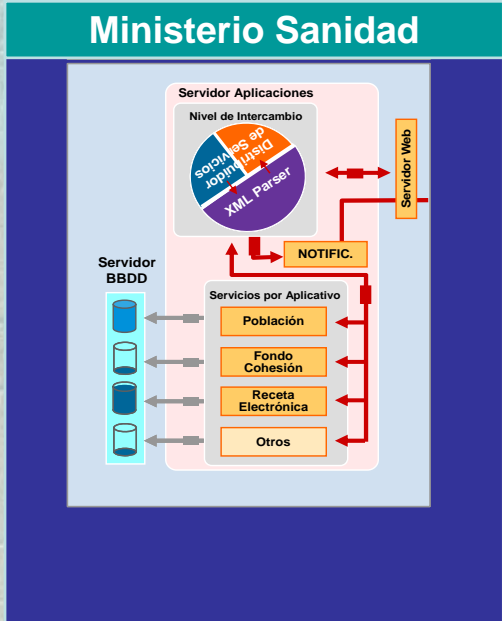 Ministerio Sanidad
Servidor Aplicaciones
Nivel de Intercambio
Distribuidor
de Servicios
XML Parser
Servidor Web
NOTIFIC.
Servidor
BBDD
Servicios por Aplicativo
Población
Fondo
Cohesión
Receta
Electrónica
Otros